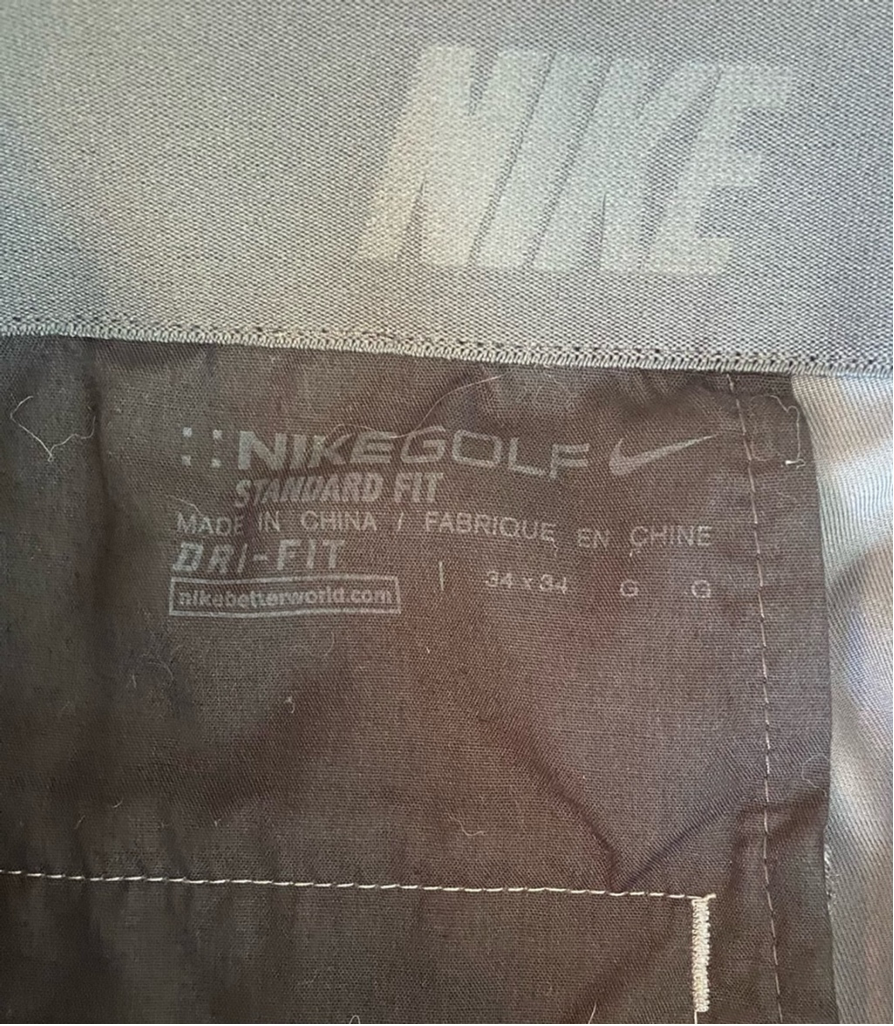 NIKE
NIKEGOLF
STANDARD FIT
MADE IN CHINA / FABRIQUE EN CHINE
DRI-FIT
34 x 34 G G
nikebetterworld.com